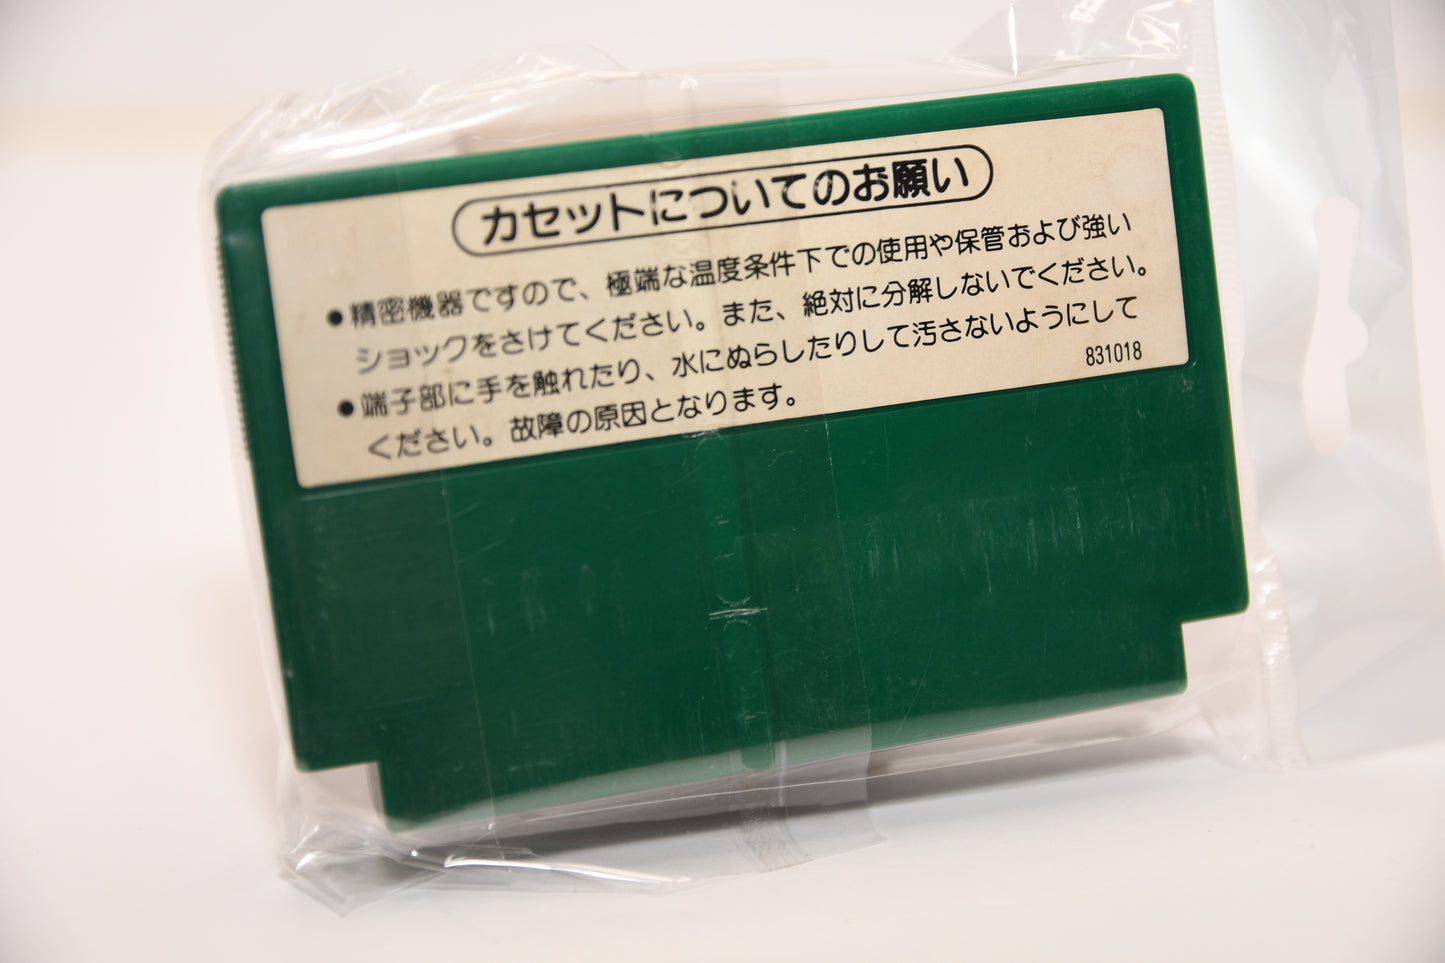 カセットについてのお願い
●精密機器ですので、極端な温度条件下での使用や保管および強い
ショックをさけてください。また、絶対に分解しないでください。
●端子部に手を触れたり、水にぬらしたりして汚さないようにして
ください。故障の原因となります。
831018